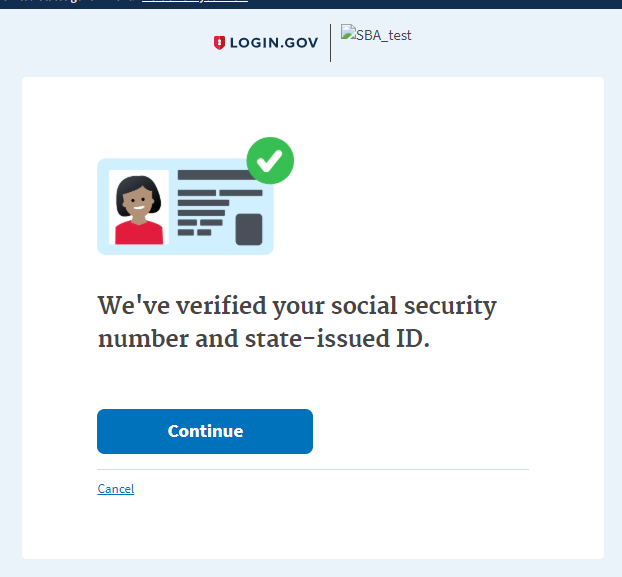 LOGIN.GOV
SBA_test
We've verified your social security
number and state-issued ID.
Continue
Cancel